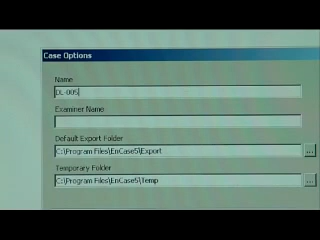 Case Options
Name
DL-005
Examiner Name
Default Export Folder
C:\Program Files\EnCase5\Export
...
Temporary Folder
C:\Program Files\EnCase5\Temp
...